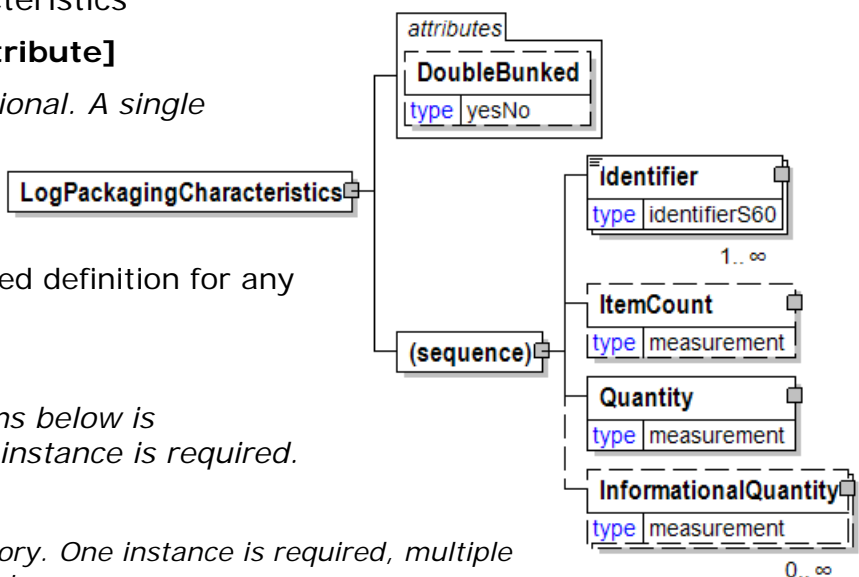 attributes
tribute]
DoubleBunked
type yesNo
ional. A single
LogPackagingCharacteristics
Identifier
type identifierS60
1.. ∞
ed definition for any
ItemCount
type measurement
(sequence)
Quantity
type measurement
ns below is
instance is required.
InformationalQuantity
type measurement
ory. One instance is required, multiple
0.. ∞